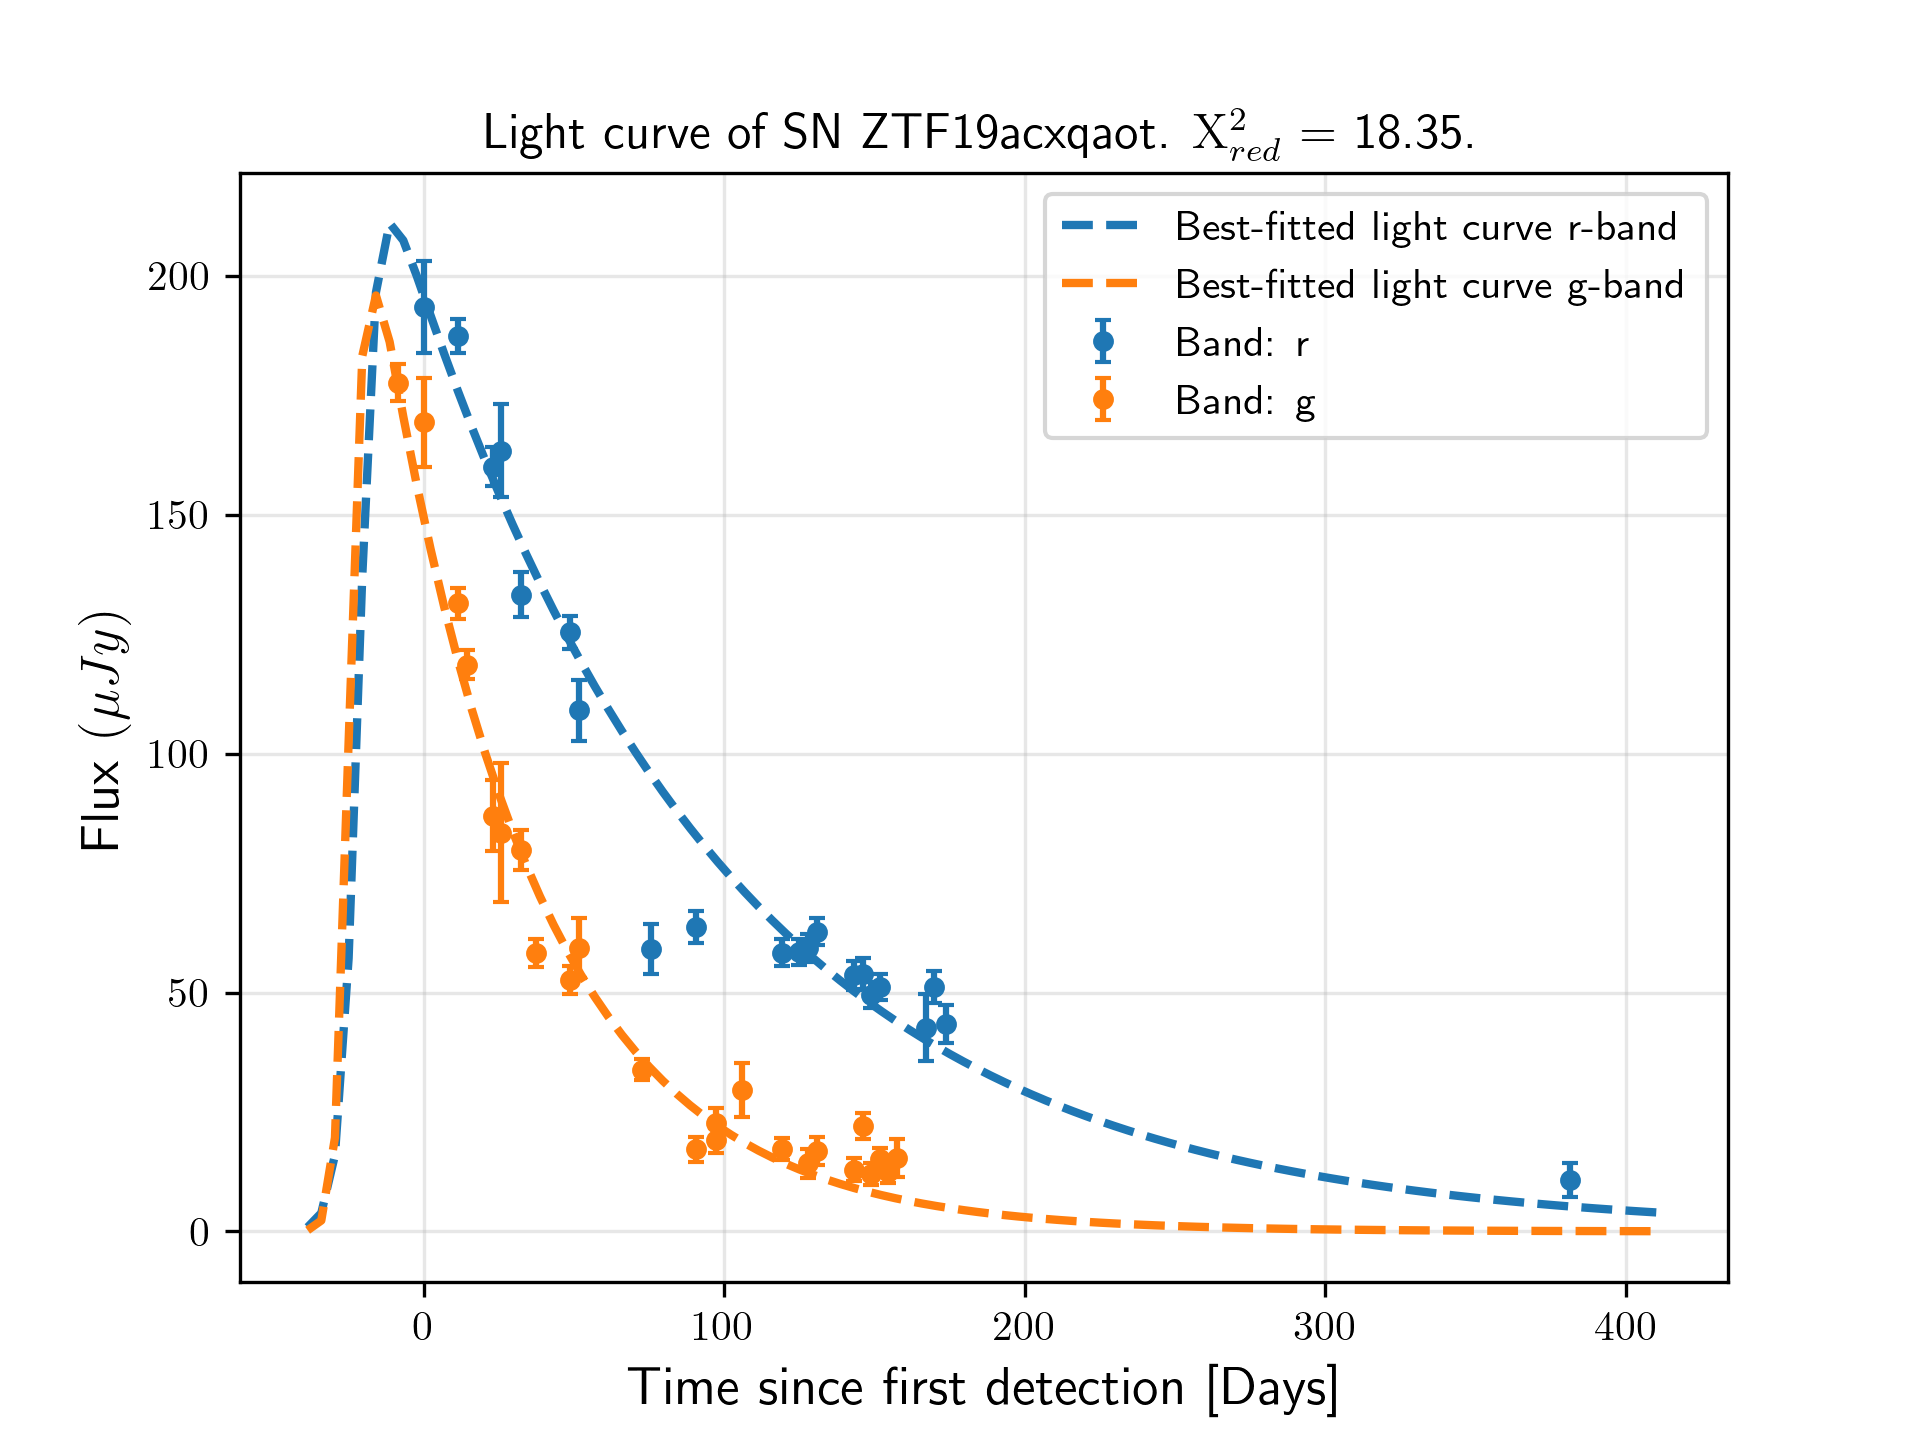 Light curve of SN ZTF19acxqaot. X²_red = 18.35.
Best-fitted light curve r-band
Best-fitted light curve g-band
Band: r
Band: g
Flux (μJy)
200
150
100
50
0
0 100 200 300 400
Time since first detection [Days]